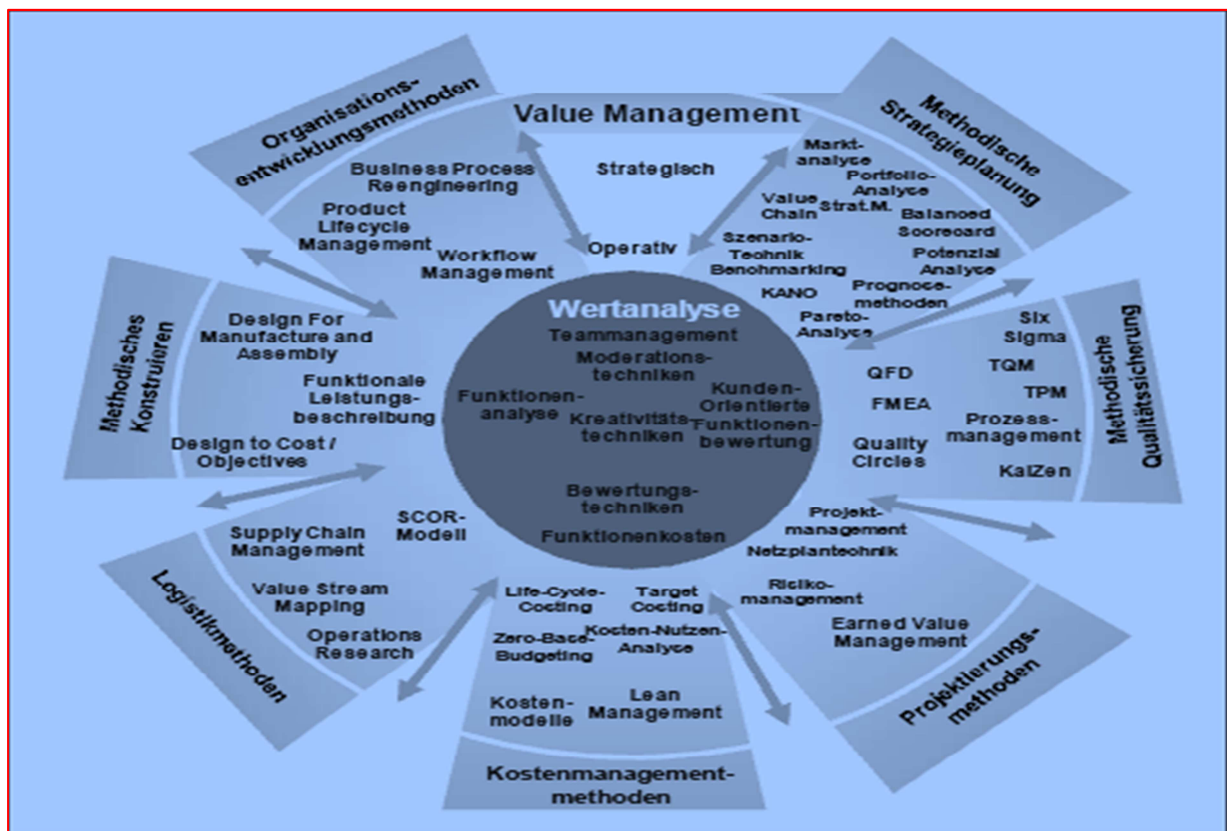 Value Management
Strategisch
Operativ
Organisations-
entwicklungsmethoden
Business Process
Reengineering
Product
Lifecycle
Management
Workflow
Management
Methodische
Strategieplanung
Markt-
analyse
Portfolio-
Analyse
Value
Chain
Strat.M.
Balanced
Scorecard
Szenario-
Technik
Benchmarking
Potenzial
Analyse
KANO
Prognose-
methoden
Pareto-
Analyse
Methodische
Qualitätssicherung
Six
Sigma
QFD
TQM
FMEA
TPM
Prozess-
management
Quality
Circles
KaiZen
Projektierungs-
methoden
Projekt-
management
Netzplantechnik
Risiko-
management
Earned Value
Management
Kostenmanagement-
methoden
Life-Cycle-
Costing
Target
Costing
Zero-Base-
Budgeting
Kosten-Nutzen-
Analyse
Kosten-
modelle
Lean
Management
Logistikmethoden
Supply Chain
Management
SCOR-
Modell
Value Stream
Mapping
Operations
Research
Methodisches
Konstruieren
Design For
Manufacture and
Assembly
Funktionale
Leistungs-
beschreibung
Design to Cost /
Objectives
Wertanalyse
Teammanagement
Moderations-
techniken
Funktionen-
analyse
Kreativitäts-
techniken
Kunden-
Orientierte
Funktionen-
bewertung
Bewertungs-
techniken
Funktionenkosten